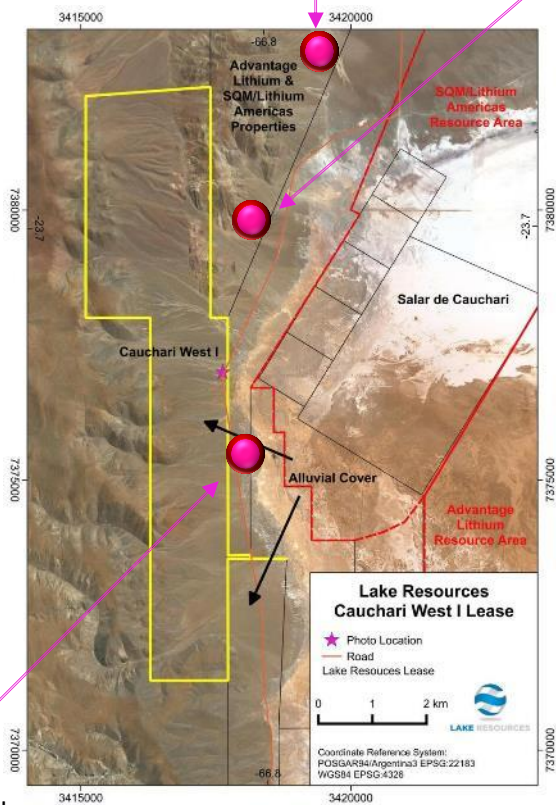 3415000
3420000
-66.8
Advantage
Lithium &
SQM/Lithium
Americas
Properties
SQM/Lithium
Americas
Resource Area
7380000
-23.7
-23.7
7380000
Salar de Cauchari
Cauchari West I
Alluvial Cover
7375000
7375000
Advantage
Lithium
Resource Area
Lake Resources
Cauchari West I Lease
Photo Location
Road
Lake Resouces Lease
0 1 2 km
LAKE RESOURCES
Coordinate Reference System:
POSGAR94/Argentina3 EPSG:22183
WGS84 EPSG:4326
7370000
7370000
-66.8
3415000
3420000